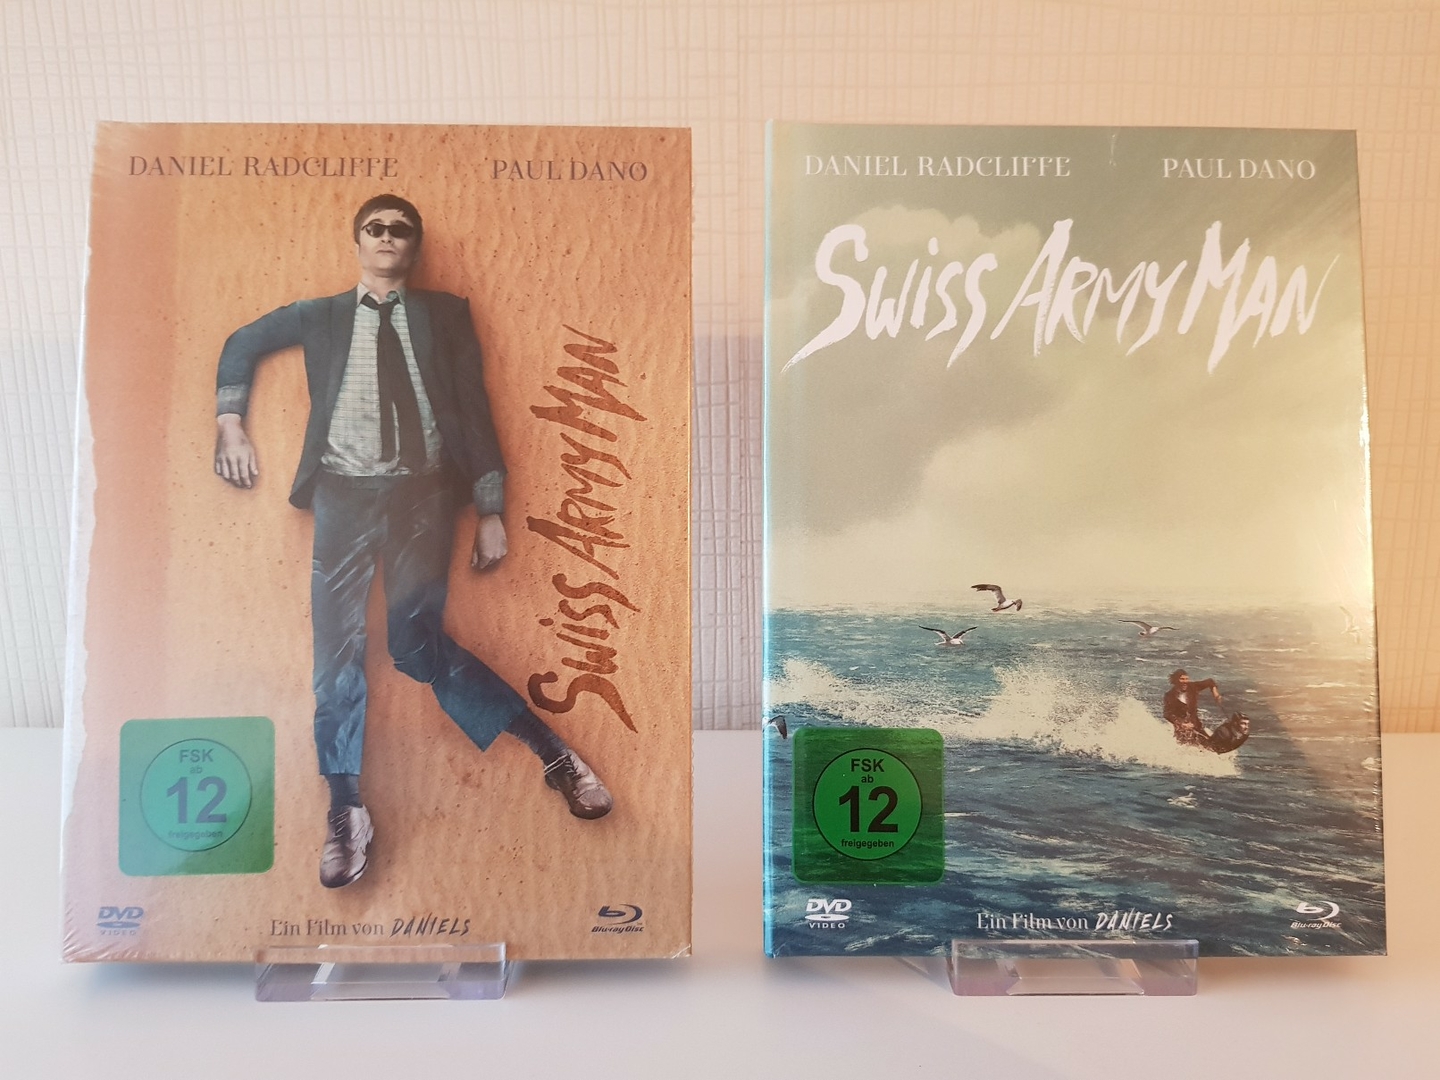 DANIEL RADCLIFFE PAUL DANO
SWISS ARMY MAN
FSK
ab
12
freigegeben
DVD
VIDEO
Ein Film von DANIELS
Blu-ray Disc
DANIEL RADCLIFFE PAUL DANO
SWISS ARMY MAN
FSK
ab
12
freigegeben
DVD
VIDEO
Ein Film von DANIELS
Blu-ray Disc